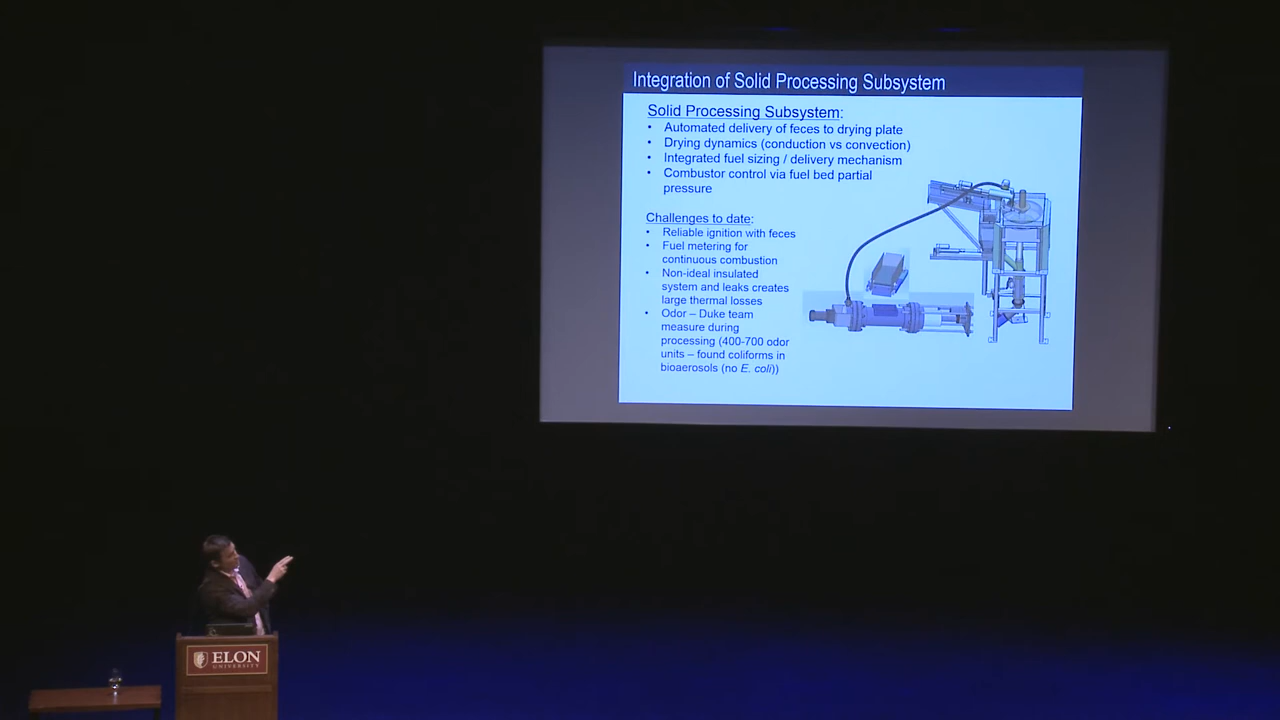 Integration of Solid Processing Subsystem
Solid Processing Subsystem:
• Automated delivery of feces to drying plate
• Drying dynamics (conduction vs convection)
• Integrated fuel sizing / delivery mechanism
• Combustor control via fuel bed partial
pressure
Challenges to date:
• Reliable ignition with feces
• Fuel metering for
continuous combustion
• Non-ideal insulated
system and leaks creates
large thermal losses
• Odor – Duke team
measure during
processing (400-700 odor
units – found coliforms in
bioaerosols (no E. coli))
ELON
UNIVERSITY